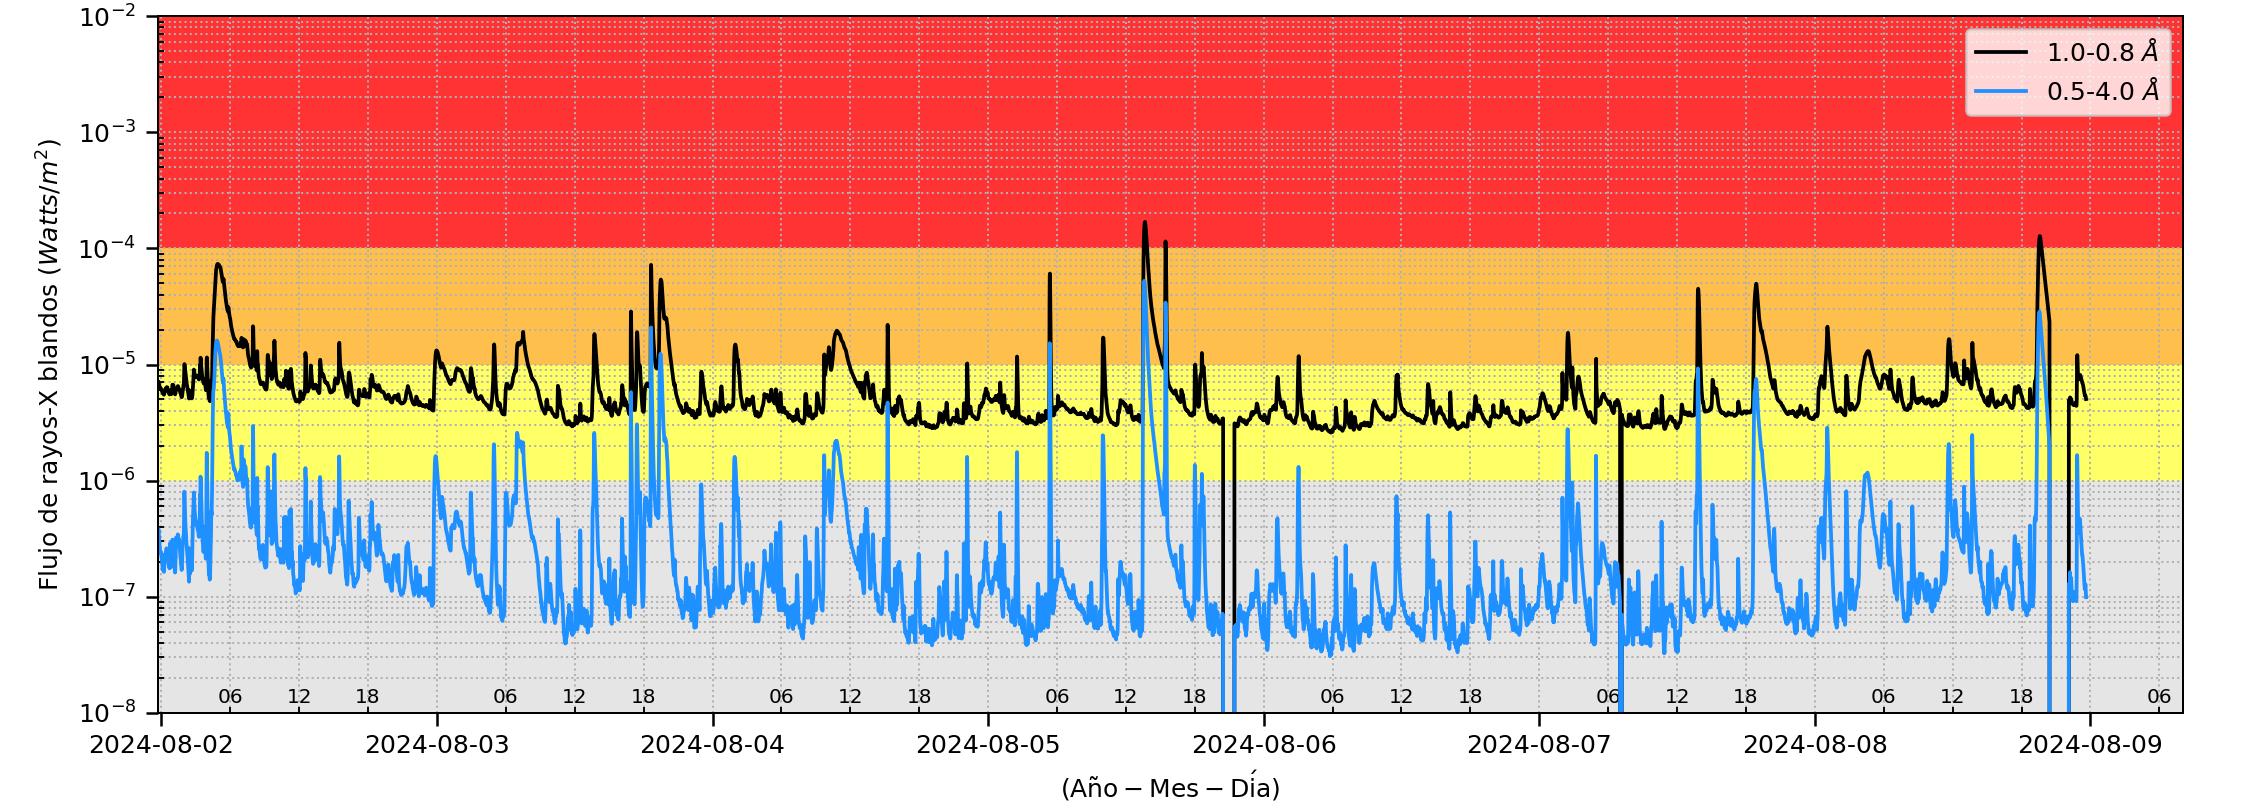 10⁻²
10⁻³
10⁻⁴
10⁻⁵
10⁻⁶
10⁻⁷
10⁻⁸
Flujo de rayos-X blandos (Watts/m²)
1.0-0.8 Å
0.5-4.0 Å
06 12 18 06 12 18 06 12 18 06 12 18 06 12 18 06 12 18 06 12 18 06
2024-08-02 2024-08-03 2024-08-04 2024-08-05 2024-08-06 2024-08-07 2024-08-08 2024-08-09
(Año − Mes − Día)